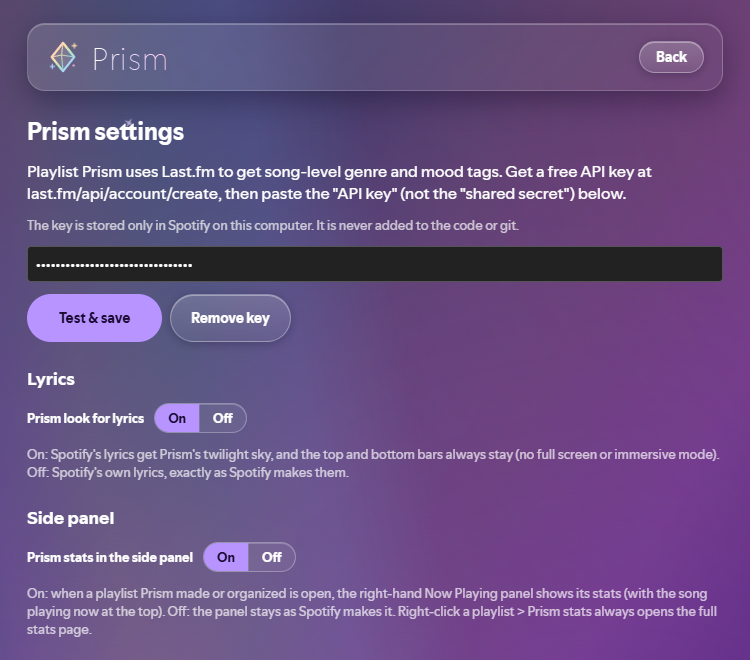 Prism
Back
Prism settings
Playlist Prism uses Last.fm to get song-level genre and mood tags. Get a free API key at
last.fm/api/account/create, then paste the "API key" (not the "shared secret") below.
The key is stored only in Spotify on this computer. It is never added to the code or git.
••••••••••••••••••••••••••••••••
Test & save
Remove key
Lyrics
Prism look for lyrics On Off
On: Spotify's lyrics get Prism's twilight sky, and the top and bottom bars always stay (no full screen or immersive mode).
Off: Spotify's own lyrics, exactly as Spotify makes them.
Side panel
Prism stats in the side panel On Off
On: when a playlist Prism made or organized is open, the right-hand Now Playing panel shows its stats (with the song
playing now at the top). Off: the panel stays as Spotify makes it. Right-click a playlist > Prism stats always opens the full
stats page.